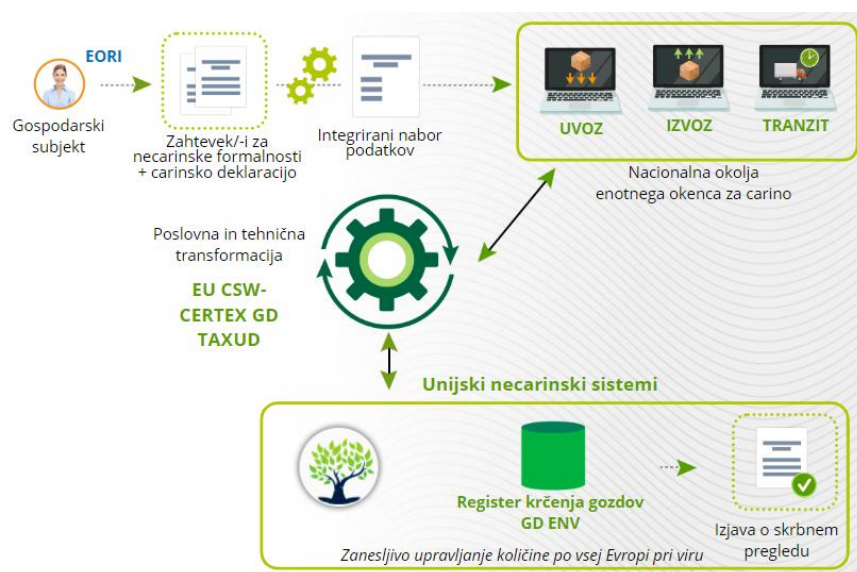 EORI
Gospodarski
subjekt
Zahtevek/-i za
necarinske formalnosti
+ carinsko deklaracijo
Integrirani nabor
podatkov
UVOZ
IZVOZ
TRANZIT
Nacionalna okolja
enotnega okenca za carino
Poslovna in tehnična
transformacija
EU CSW-
CERTEX GD
TAXUD
Unijski necarinski sistemi
Register krčenja gozdov
GD ENV
Izjava o skrbnem
pregledu
Zanesljivo upravljanje količine po vsej Evropi pri viru